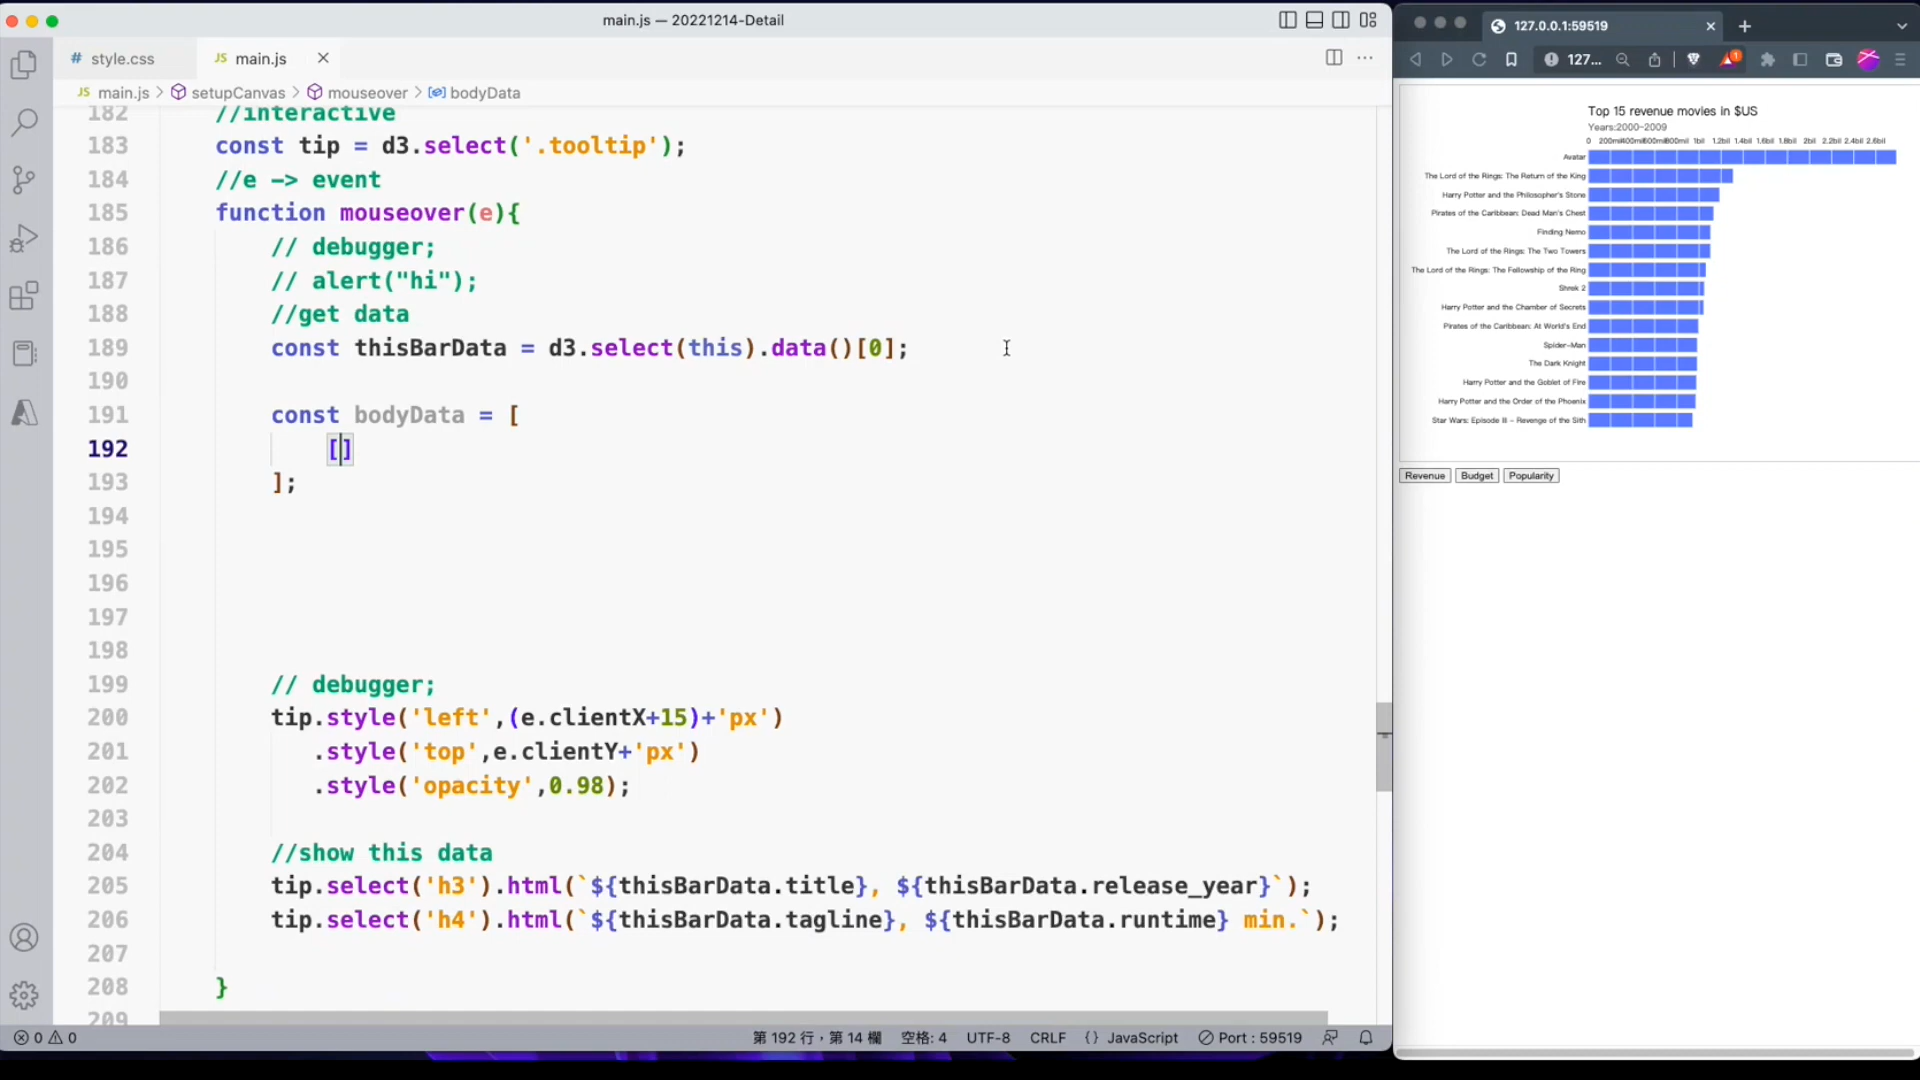 main.js — 20221214-Detail
# style.css
JS main.js ×
JS main.js > setupCanvas > mouseover > bodyData
182 //interactive
183 const tip = d3.select('.tooltip');
184 //e -> event
185 function mouseover(e){
186 // debugger;
187 // alert("hi");
188 //get data
189 const thisBarData = d3.select(this).data()[0];
190
191 const bodyData = [
192 []
193 ];
194
195
196
197
198
199 // debugger;
200 tip.style('left',(e.clientX+15)+'px')
201 .style('top',e.clientY+'px')
202 .style('opacity',0.98);
203
204 //show this data
205 tip.select('h3').html(`${thisBarData.title}, ${thisBarData.release_year}`);
206 tip.select('h4').html(`${thisBarData.tagline}, ${thisBarData.runtime} min.`);
207
208 }
209
0 0 第 192 行，第 14 欄 空格: 4 UTF-8 CRLF {} JavaScript Port : 59519
127.0.0.1:59519
127...
1
Top 15 revenue movies in $US
Years:2000-2009
0 200mil 400mil 600mil 800mil 1bil 1.2bil 1.4bil 1.6bil 1.8bil 2bil 2.2bil 2.4bil 2.6bil
Avatar
The Lord of the Rings: The Return of the King
Harry Potter and the Philosopher's Stone
Pirates of the Caribbean: Dead Man's Chest
Finding Nemo
The Lord of the Rings: The Two Towers
The Lord of the Rings: The Fellowship of the Ring
Shrek 2
Harry Potter and the Chamber of Secrets
Pirates of the Caribbean: At World's End
Spider-Man
The Dark Knight
Harry Potter and the Goblet of Fire
Harry Potter and the Order of the Phoenix
Star Wars: Episode III - Revenge of the Sith
Revenue Budget Popularity